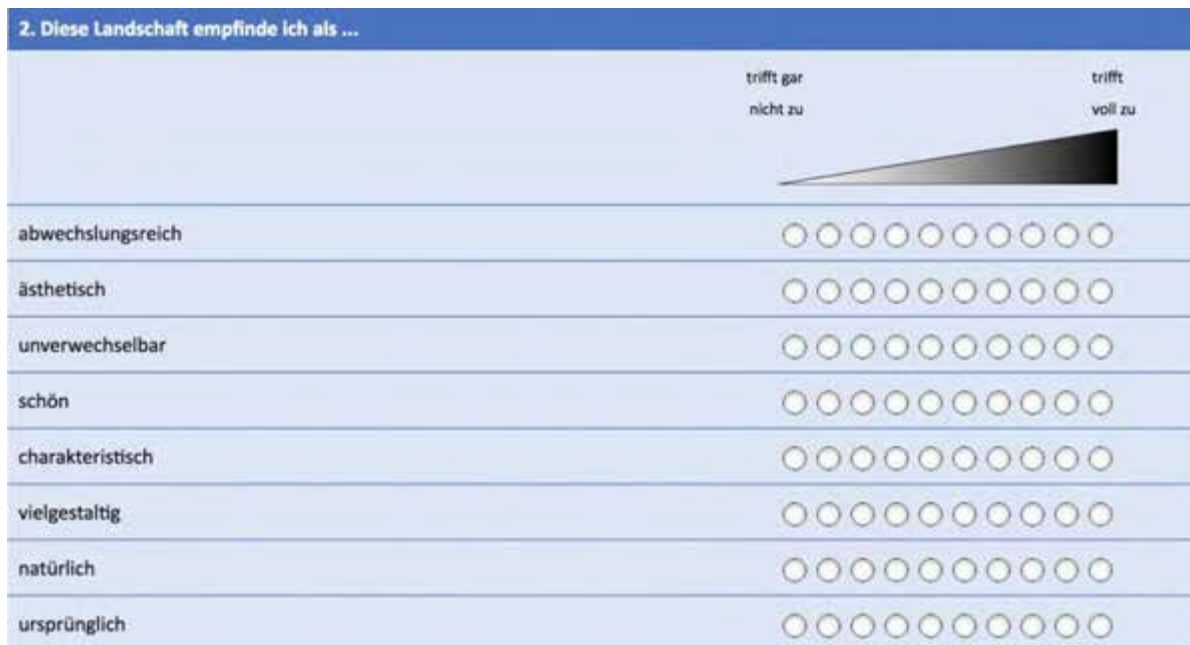 2. Diese Landschaft empfinde ich als ...
trifft gar
nicht zu
trifft
voll zu
abwechslungsreich
ästhetisch
unverwechselbar
schön
charakteristisch
vielgestaltig
natürlich
ursprünglich